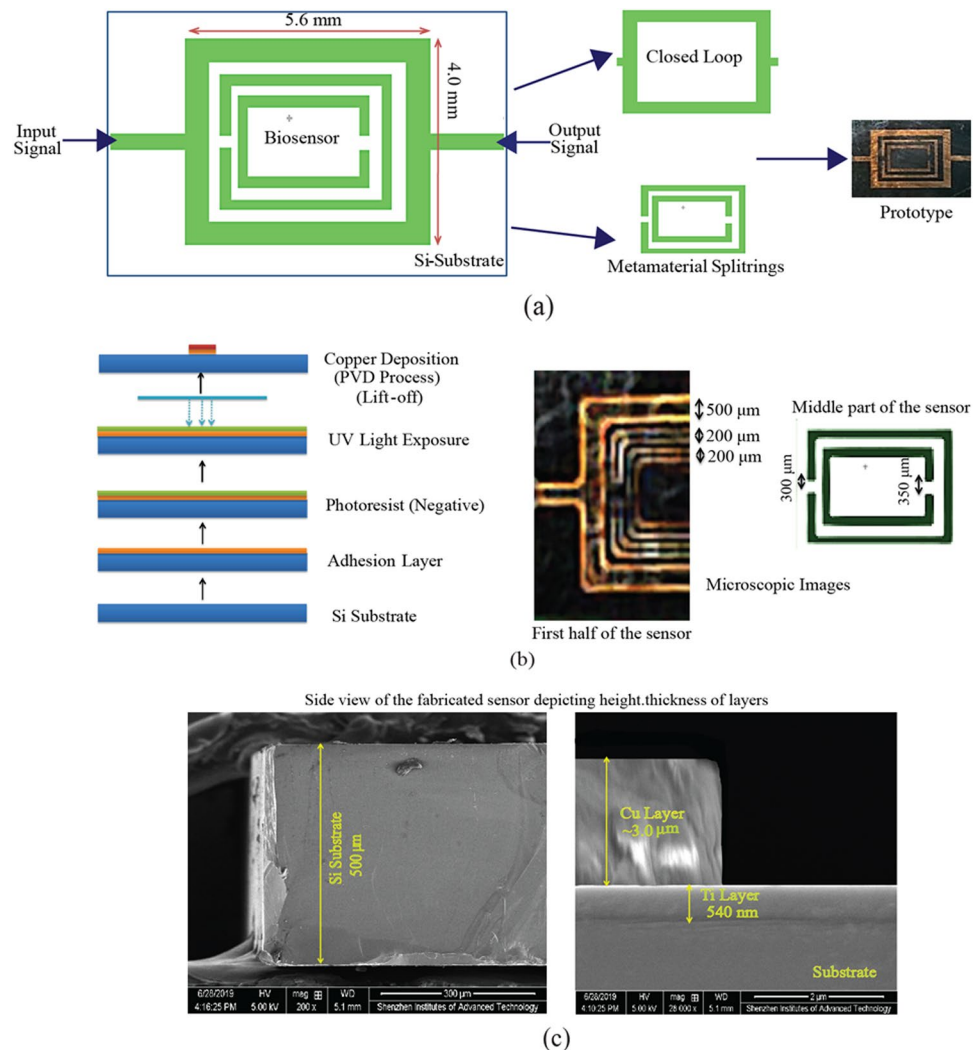 (a)
5.6 mm
4.0 mm
Input
Signal
Biosensor
Output
Signal
Si-Substrate
Closed Loop
Metamaterial Splitrings
Prototype
(b)
Copper Deposition
(PVD Process)
(Lift-off)
UV Light Exposure
Photoresist (Negative)
Adhesion Layer
Si Substrate
500 μm
200 μm
200 μm
Microscopic Images
First half of the sensor
Middle part of the sensor
300 μm
350 μm
Side view of the fabricated sensor depicting height.thickness of layers
Si Substrate
500 μm
6/28/2019 HV mag WD 300 μm
4:16:25 PM 5.00 kV 200 x 5.1 mm Shenzhen Institutes of Advanced Technology
Cu Layer
~3.0 μm
Ti Layer
540 nm
Substrate
6/28/2019 HV mag WD 2 μm
4:10:25 PM 5.00 kV 28 000 x 5.1 mm Shenzhen Institutes of Advanced Technology
(c)